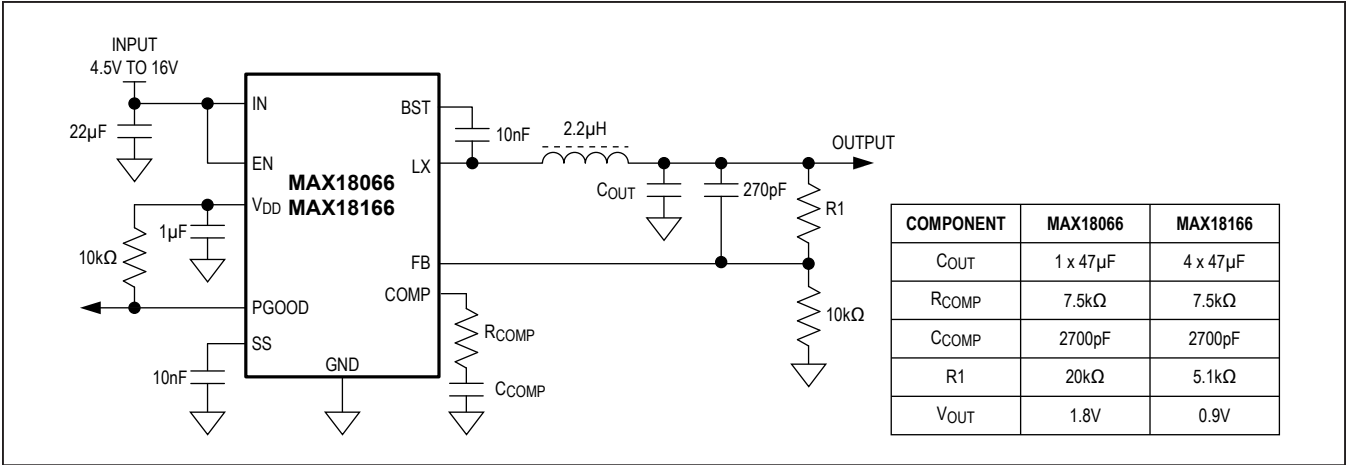 INPUT
4.5V TO 16V
22µF
IN
EN
VDD
PGOOD
SS
GND
BST
LX
FB
COMP
MAX18066
MAX18166
1µF
10kΩ
10nF
10nF
2.2µH
COUT
270pF
R1
OUTPUT
10kΩ
RCOMP
CCOMP
COMPONENT MAX18066 MAX18166
COUT 1 x 47µF 4 x 47µF
RCOMP 7.5kΩ 7.5kΩ
CCOMP 2700pF 2700pF
R1 20kΩ 5.1kΩ
VOUT 1.8V 0.9V